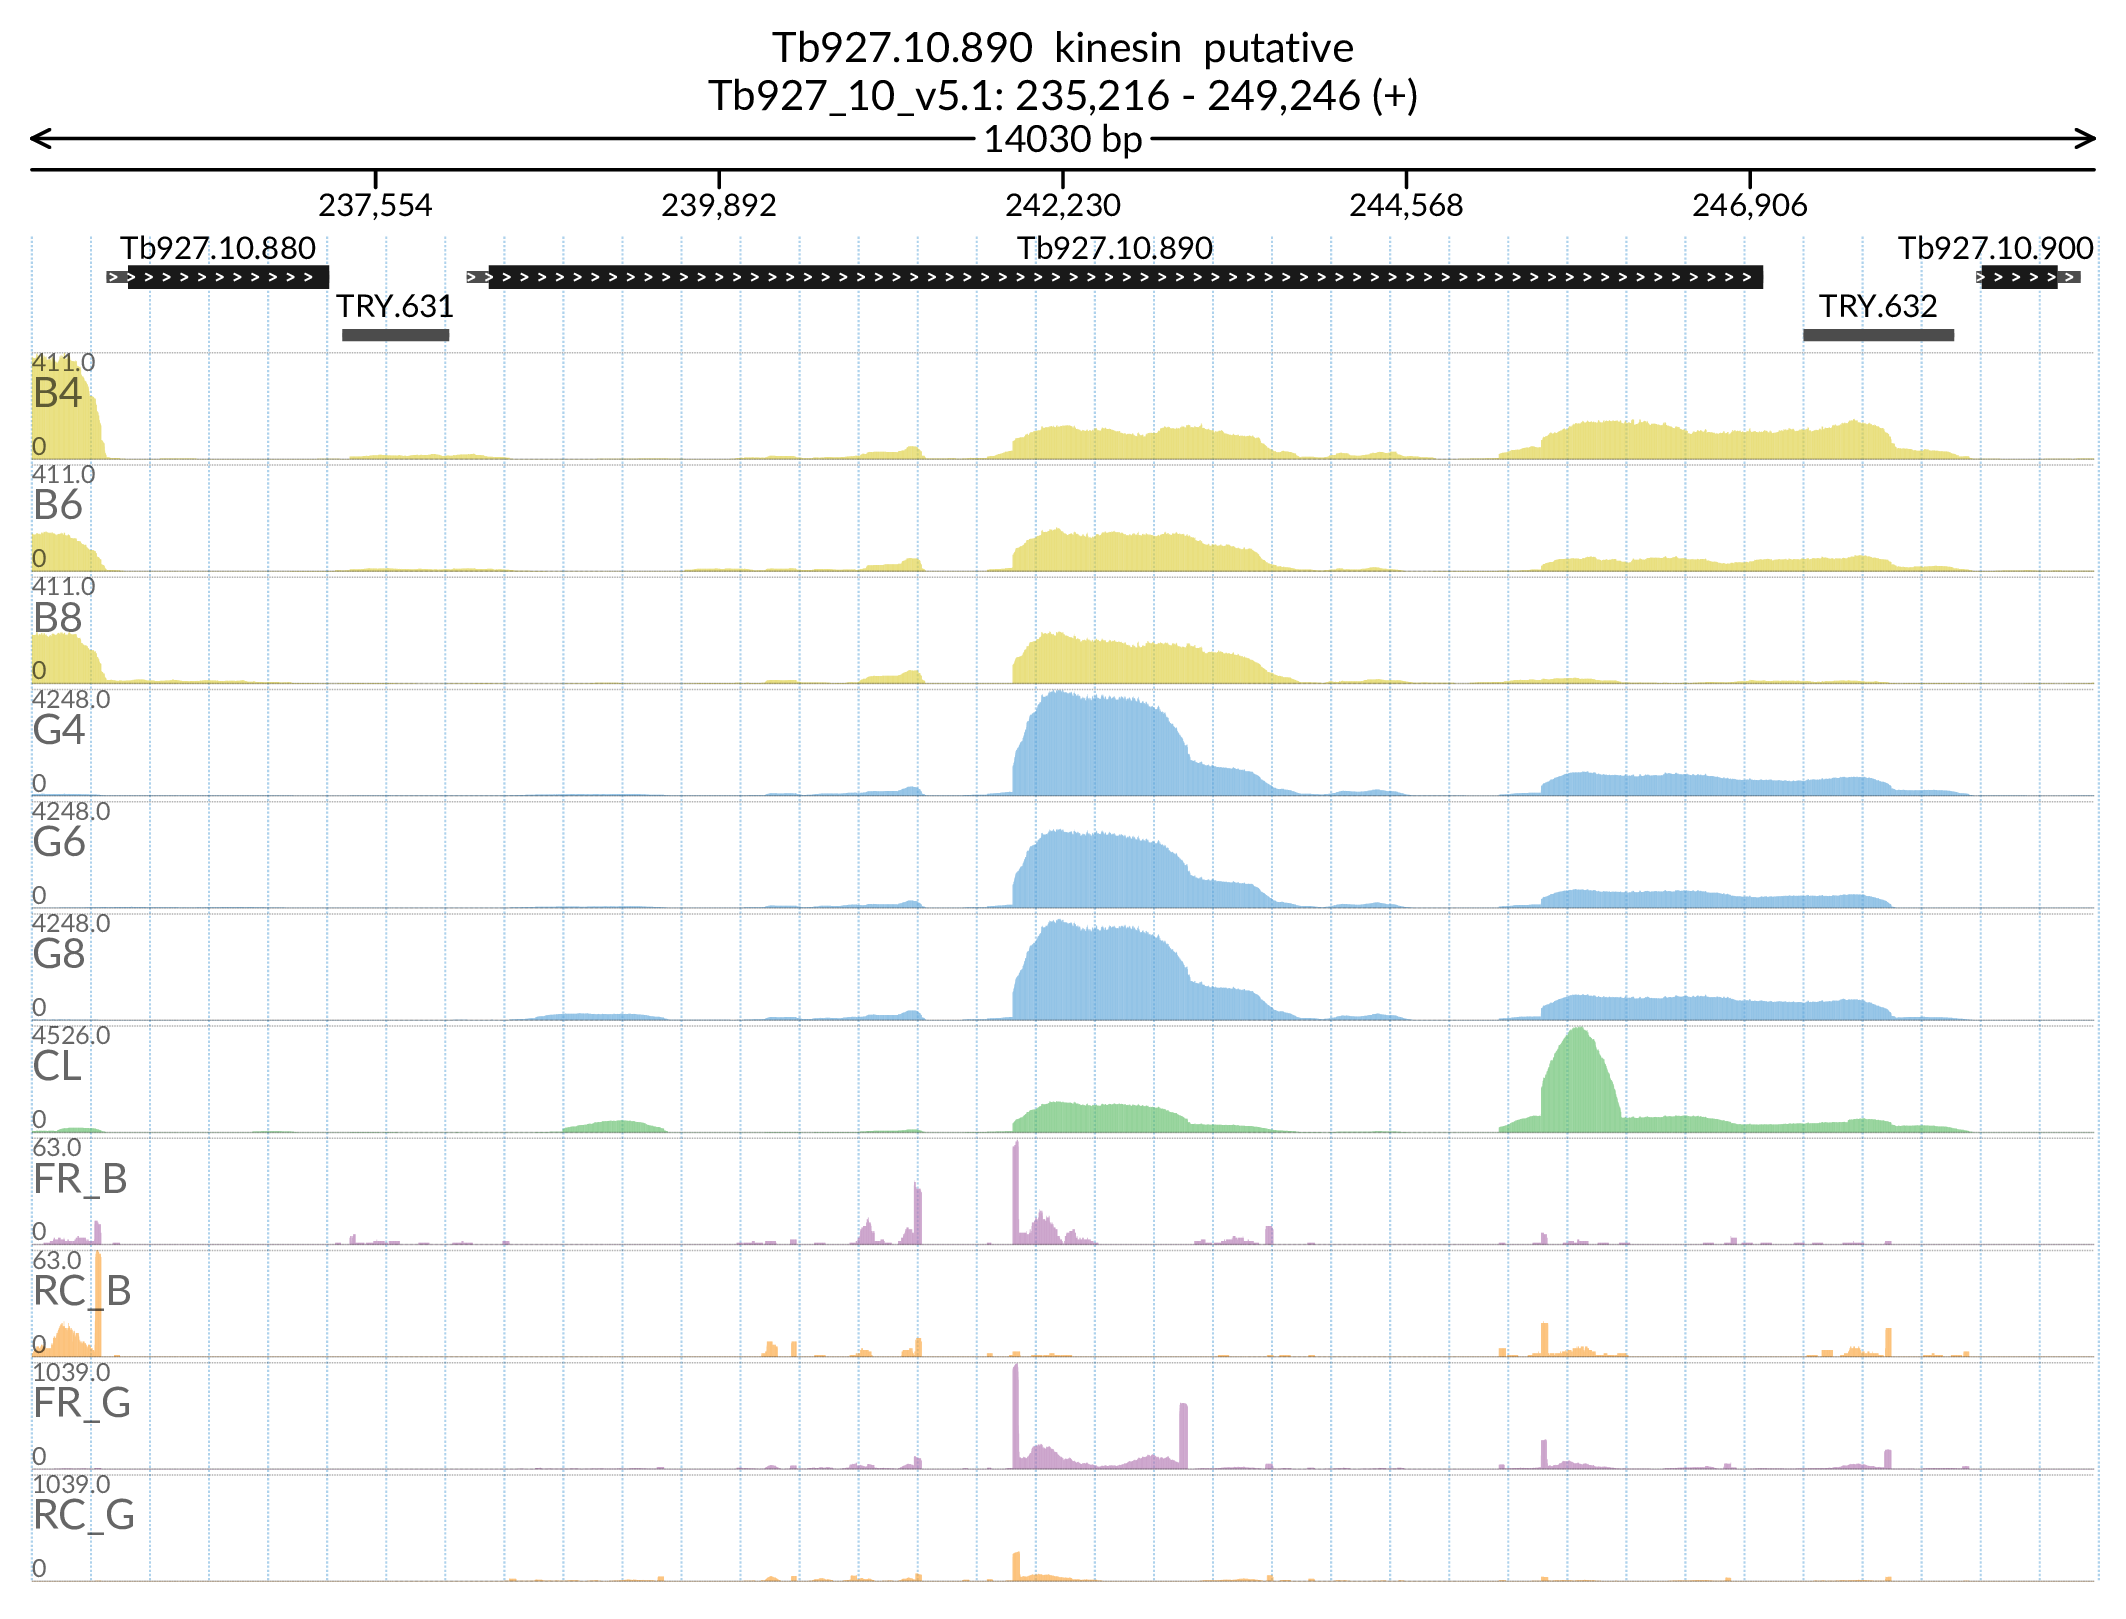 Tb927.10.890 kinesin putative
Tb927_10_v5.1: 235,216 - 249,246 (+)
14030 bp
237,554 239,892 242,230 244,568 246,906
Tb927.10.880 Tb927.10.890 Tb927.10.900
TRY.631 TRY.632
411.0
B4
0
411.0
B6
0
411.0
B8
0
4248.0
G4
0
4248.0
G6
0
4248.0
G8
0
4526.0
CL
0
63.0
FR_B
0
63.0
RC_B
0
1039.0
FR_G
0
1039.0
RC_G
0